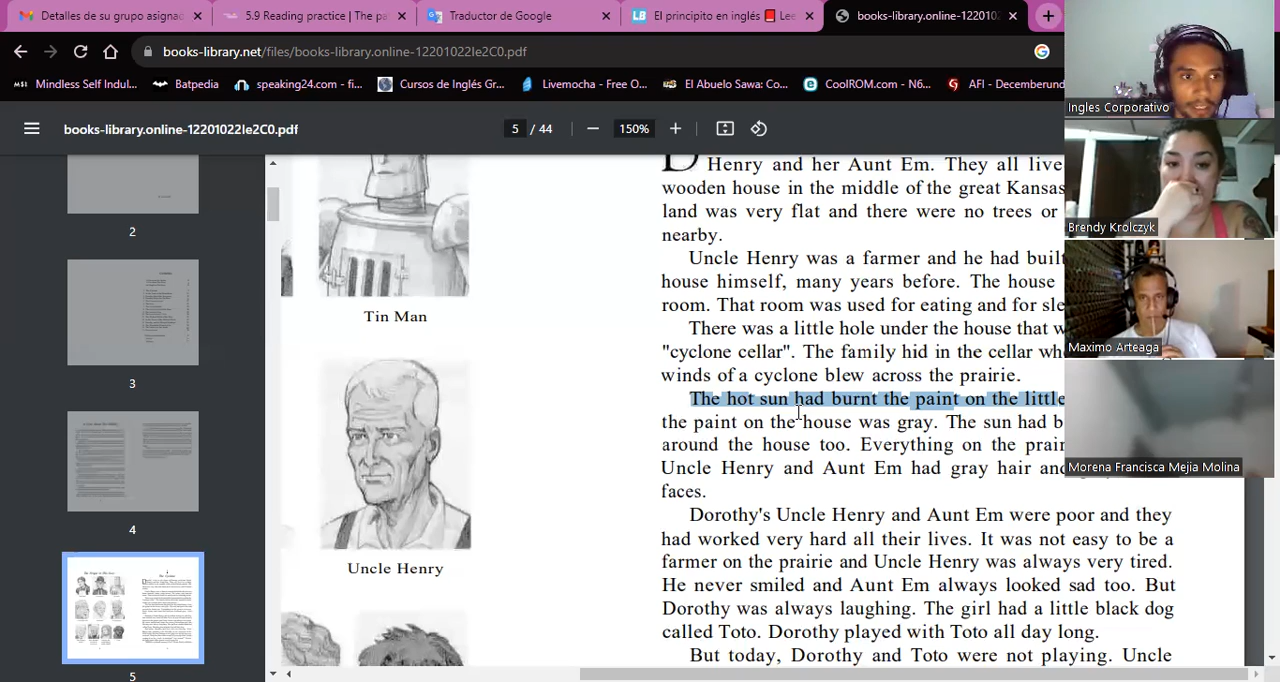 Detalles de su grupo asignad
5.9 Reading practice | The pa
Traductor de Google
El principito en inglés 📕 Lee
books-library.online-1220102
books-library.net/files/books-library.online-12201022Ie2C0.pdf
Mindless Self Indul...
Batpedia
speaking24.com - fi...
Cursos de Inglés Gr...
Livemocha - Free O...
El Abuelo Sawa: Co...
CoolROM.com - N6...
AFI - Decemberund
books-library.online-12201022Ie2C0.pdf
5 / 44
150%
Ingles Corporativo
Brendy Krolczyk
Maximo Arteaga
Morena Francisca Mejia Molina
2
3
4
5
Tin Man
Uncle Henry
Henry and her Aunt Em. They all live
wooden house in the middle of the great Kansas
land was very flat and there were no trees or
nearby.
Uncle Henry was a farmer and he had built
house himself, many years before. The house
room. That room was used for eating and for sle
There was a little hole under the house that w
"cyclone cellar". The family hid in the cellar whe
winds of a cyclone blew across the prairie.
The hot sun had burnt the paint on the little
the paint on the house was gray. The sun had b
around the house too. Everything on the prair
Uncle Henry and Aunt Em had gray hair and
faces.
Dorothy's Uncle Henry and Aunt Em were poor and they
had worked very hard all their lives. It was not easy to be a
farmer on the prairie and Uncle Henry was always very tired.
He never smiled and Aunt Em always looked sad too. But
Dorothy was always laughing. The girl had a little black dog
called Toto. Dorothy played with Toto all day long.
But today, Dorothy and Toto were not playing. Uncle